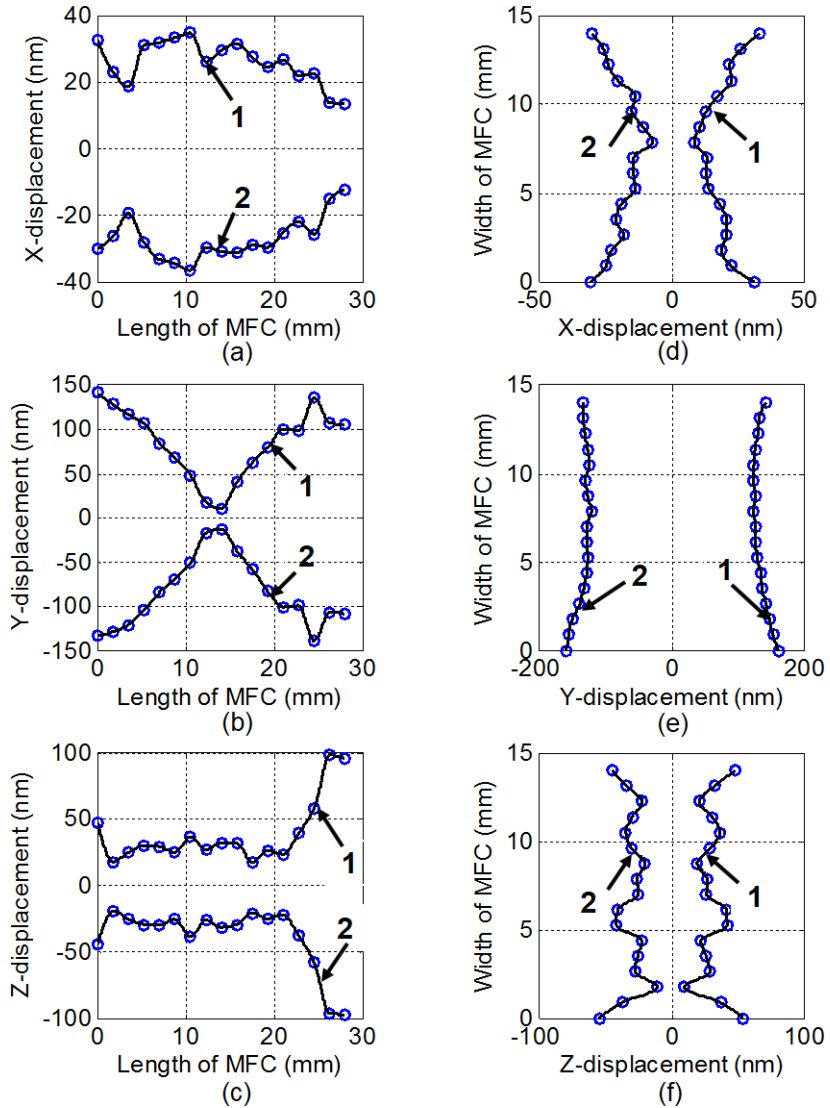 40
20
0
-20
-40
X-displacement (nm)
1
2
0 10 20 30
Length of MFC (mm)
(a)
15
10
5
0
Width of MFC (mm)
2
1
-50 0 50
X-displacement (nm)
(d)
150
100
50
0
-50
-100
-150
Y-displacement (nm)
1
2
0 10 20 30
Length of MFC (mm)
(b)
15
10
5
0
Width of MFC (mm)
2
1
-200 0 200
Y-displacement (nm)
(e)
100
50
0
-50
-100
Z-displacement (nm)
1
2
0 10 20 30
Length of MFC (mm)
(c)
15
10
5
0
Width of MFC (mm)
2
1
-100 0 100
Z-displacement (nm)
(f)